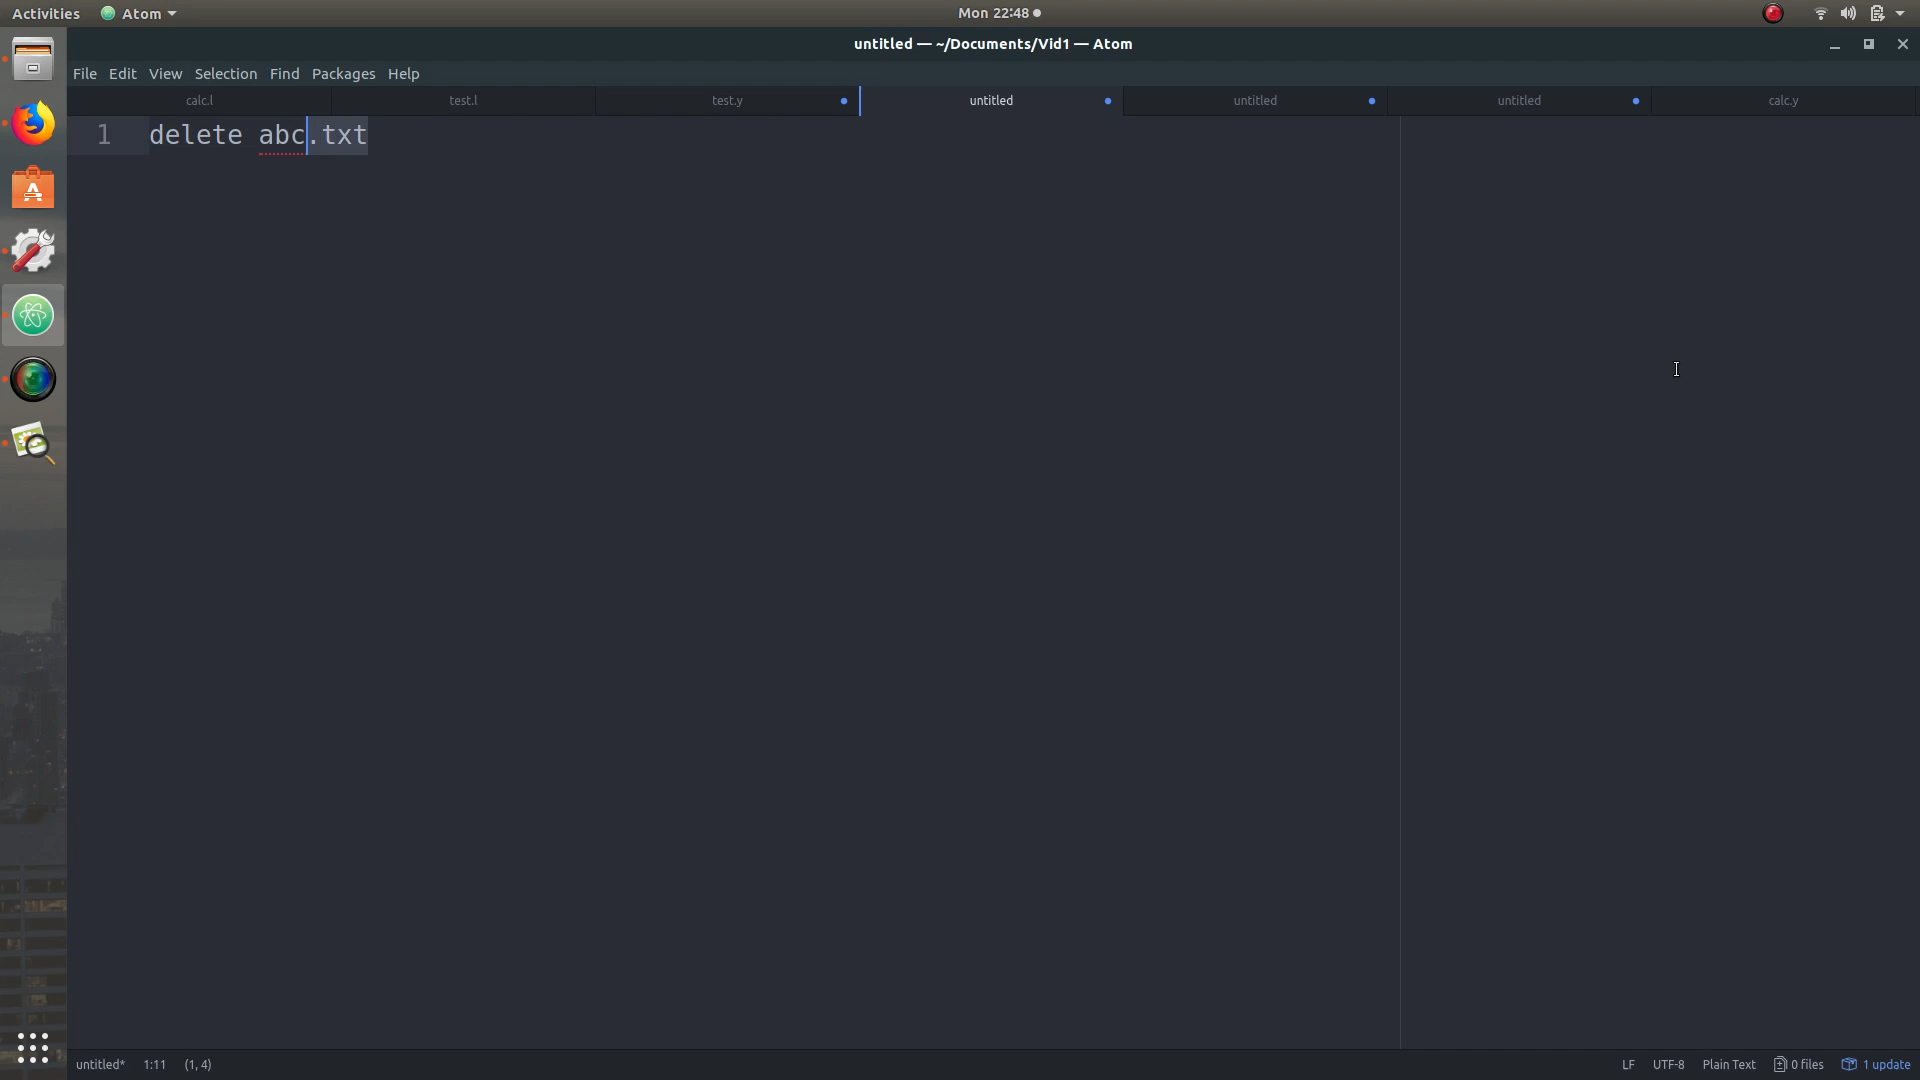 Activities Atom Mon 22:48
untitled — ~/Documents/Vid1 — Atom
File Edit View Selection Find Packages Help
calc.l test.l test.y untitled untitled untitled calc.y
1 delete abc.txt
untitled* 1:11 (1, 4) LF UTF-8 Plain Text 0 files 1 update